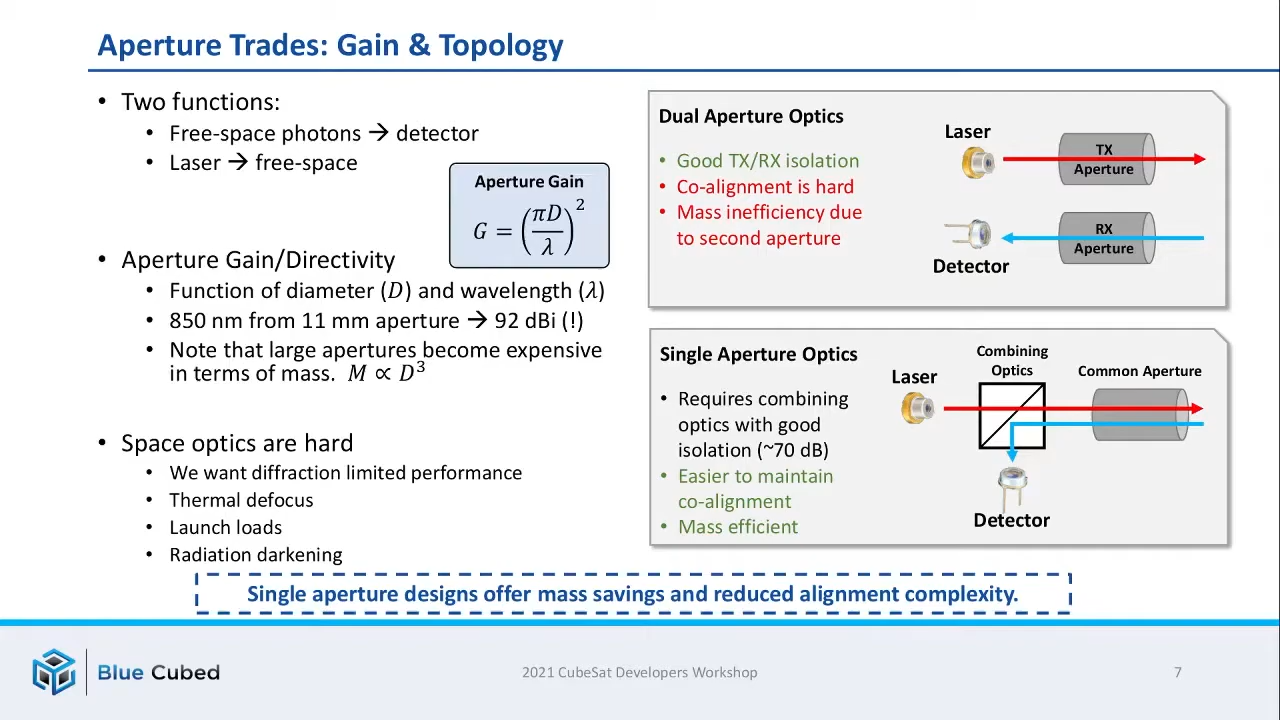 Aperture Trades: Gain & Topology
• Two functions:
• Free-space photons → detector
• Laser → free-space
Aperture Gain
G = (πD/λ)²
• Aperture Gain/Directivity
• Function of diameter (D) and wavelength (λ)
• 850 nm from 11 mm aperture → 92 dBi (!)
• Note that large apertures become expensive
in terms of mass. M ∝ D³
• Space optics are hard
• We want diffraction limited performance
• Thermal defocus
• Launch loads
• Radiation darkening
Dual Aperture Optics
• Good TX/RX isolation
• Co-alignment is hard
• Mass inefficiency due
to second aperture
Laser
TX
Aperture
RX
Aperture
Detector
Single Aperture Optics
• Requires combining
optics with good
isolation (~70 dB)
• Easier to maintain
co-alignment
• Mass efficient
Laser
Combining
Optics
Common Aperture
Detector
Single aperture designs offer mass savings and reduced alignment complexity.
Blue Cubed
2021 CubeSat Developers Workshop
7